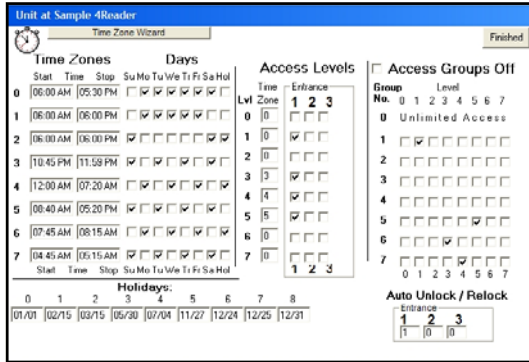 Unit at Sample 4Reader
Time Zone Wizard
Finished
Time Zones Days
Start Time Stop Su Mo Tu We Tr Fr Sa Hol
0 06:00 AM 05:30 PM
1 06:00 AM 06:00 PM
2 06:00 PM 06:00 PM
3 10:45 PM 11:59 PM
4 12:00 AM 07:20 AM
5 08:40 AM 05:20 PM
6 07:45 AM 08:15 AM
7 04:45 AM 05:15 AM
Start Time Stop Su Mo Tu We Tr Fr Sa Hol
Holidays:
0 1 2 3 4 5 6 7 8
01/01 02/15 03/15 05/30 07/04 11/27 12/24 12/25 12/31
Access Levels
Time Entrance
Lvl Zone 1 2 3
0 0
1 0
2 0
3 3
4 4
5 5
6 0
7 0
1 2 3
Access Groups Off
Group Level
No. 0 1 2 3 4 5 6 7
0 Unlimited Access
1
2
3
4
5
6
7
0 1 2 3 4 5 6 7
Auto Unlock / Relock
Entrance
1 2 3
1 0 0